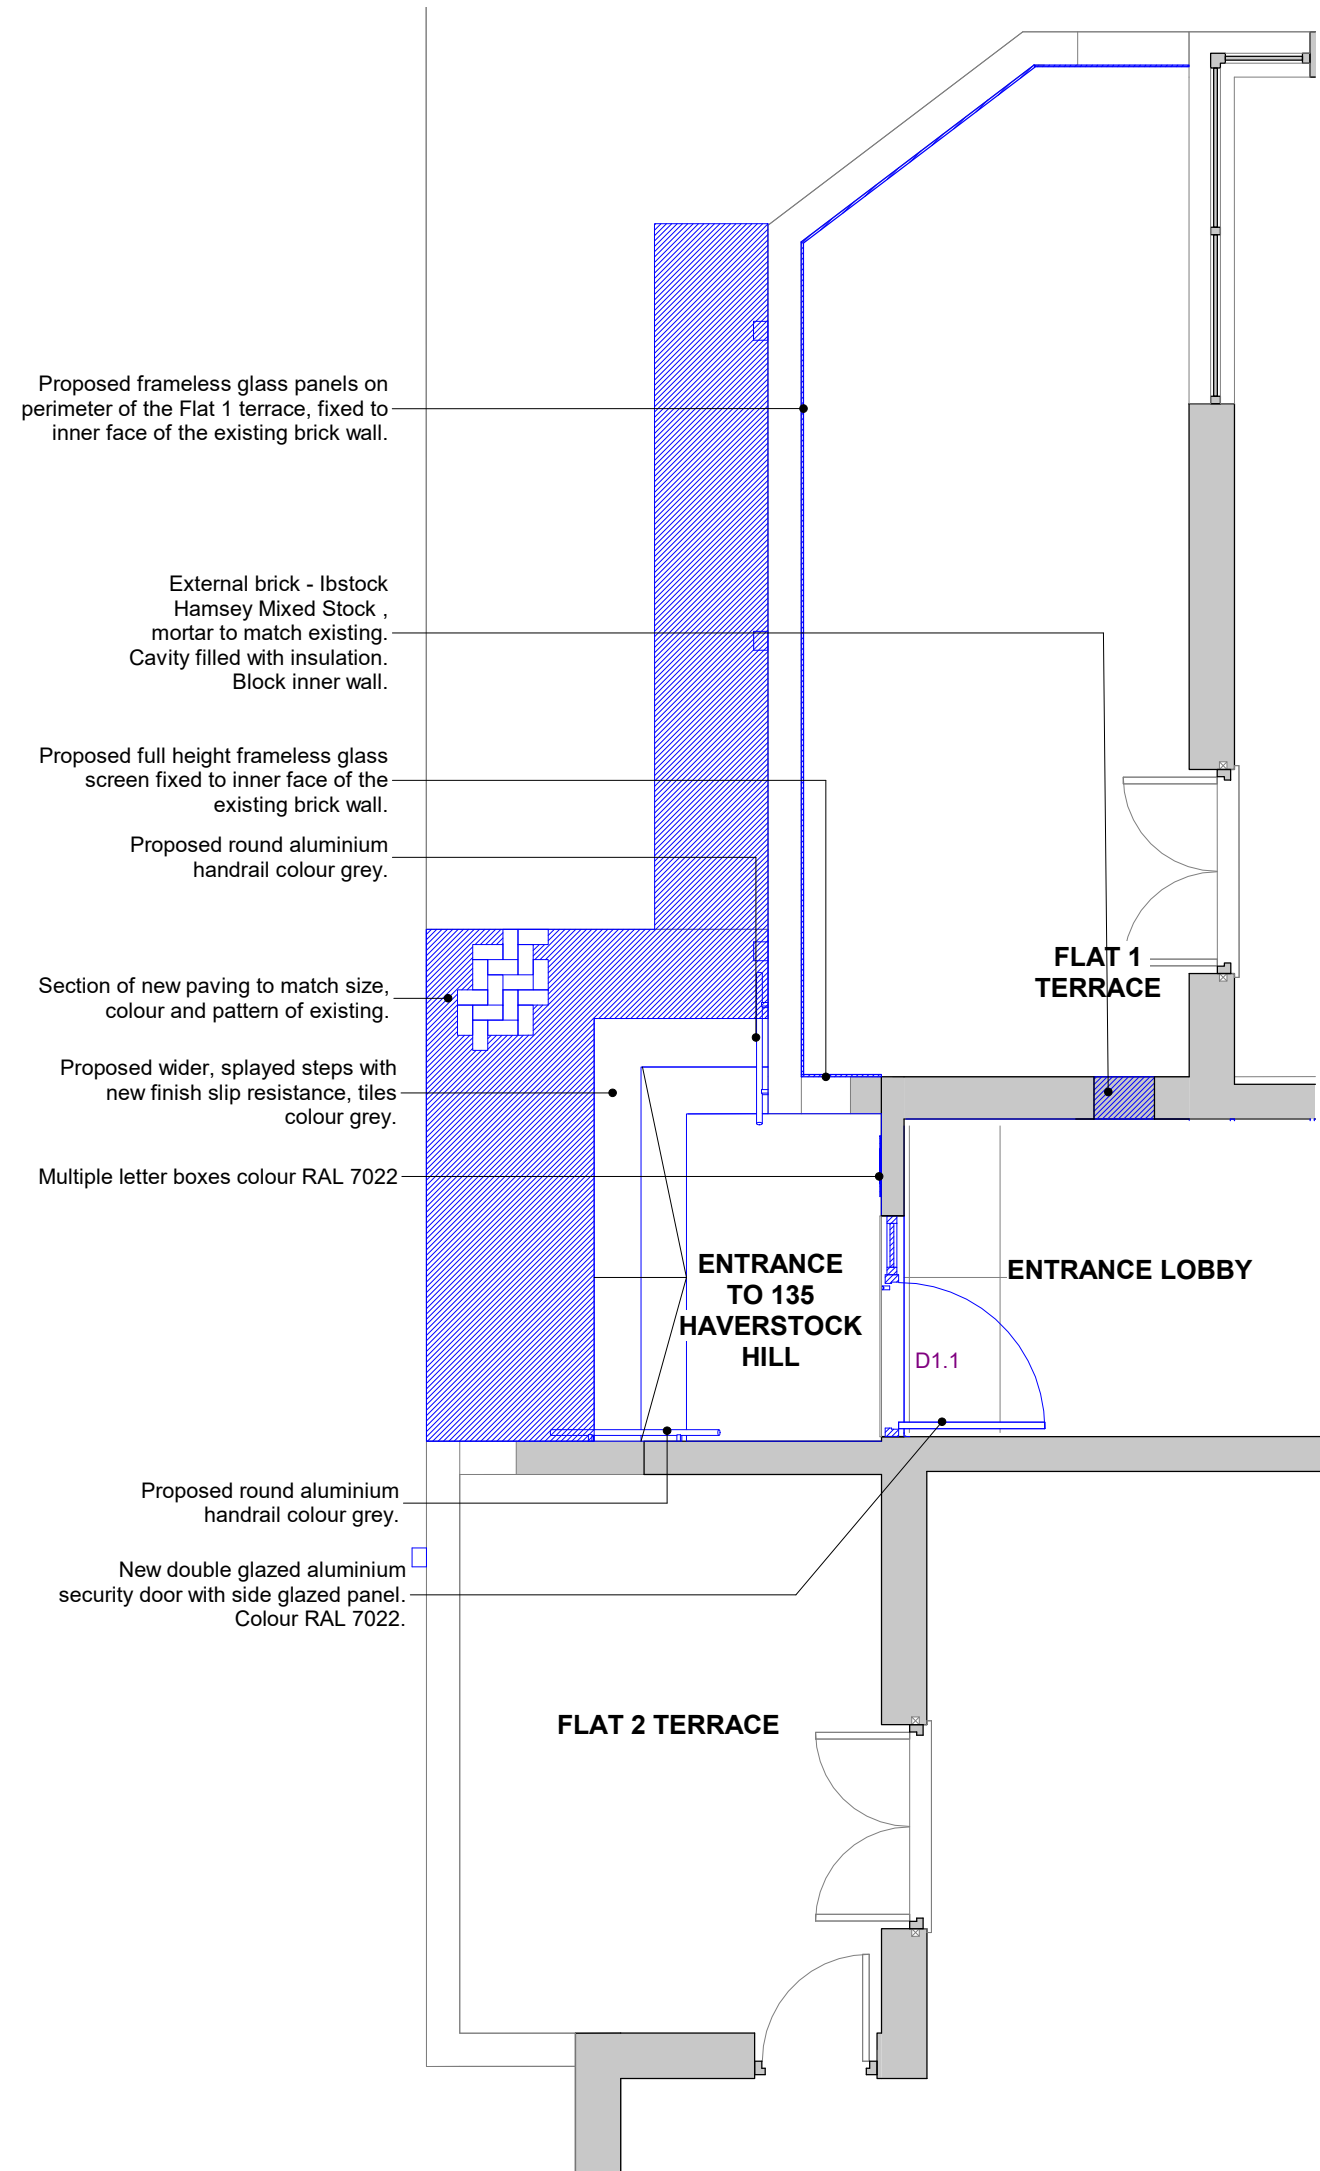 Proposed frameless glass panels on
perimeter of the Flat 1 terrace, fixed to
inner face of the existing brick wall.
External brick - Ibstock
Hamsey Mixed Stock ,
mortar to match existing.
Cavity filled with insulation.
Block inner wall.
Proposed full height frameless glass
screen fixed to inner face of the
existing brick wall.
Proposed round aluminium
handrail colour grey.
FLAT 1
TERRACE
Section of new paving to match size,
colour and pattern of existing.
Proposed wider, splayed steps with
new finish slip resistance, tiles
colour grey.
Multiple letter boxes colour RAL 7022
ENTRANCE
TO 135
HAVERSTOCK
HILL
ENTRANCE LOBBY
D1.1
Proposed round aluminium
handrail colour grey.
New double glazed aluminium
security door with side glazed panel.
Colour RAL 7022.
FLAT 2 TERRACE